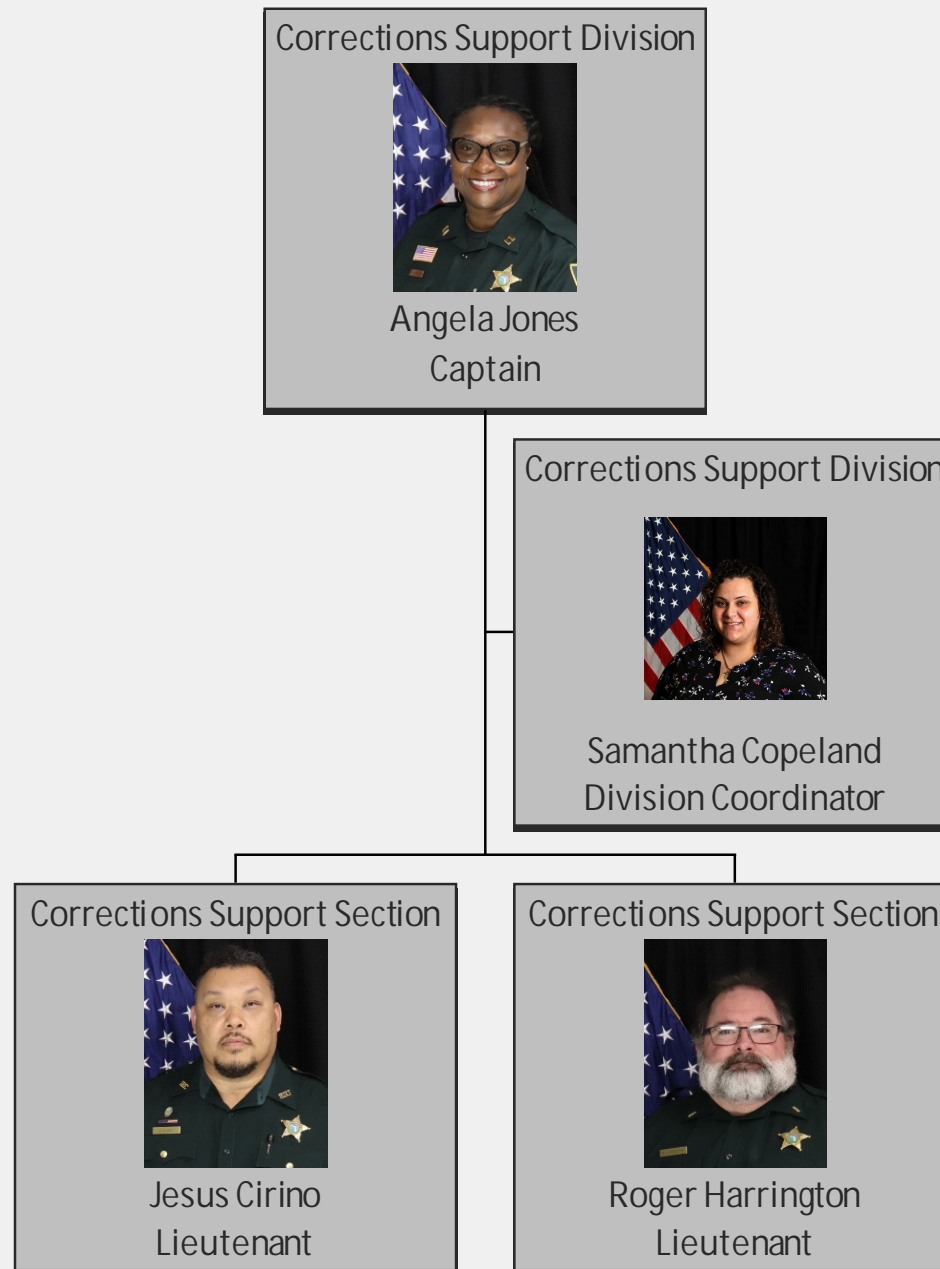 Corrections Support Division
Angela Jones
Captain
Corrections Support Division
Samantha Copeland
Division Coordinator
Corrections Support Section
Jesus Cirino
Lieutenant
Corrections Support Section
Roger Harrington
Lieutenant